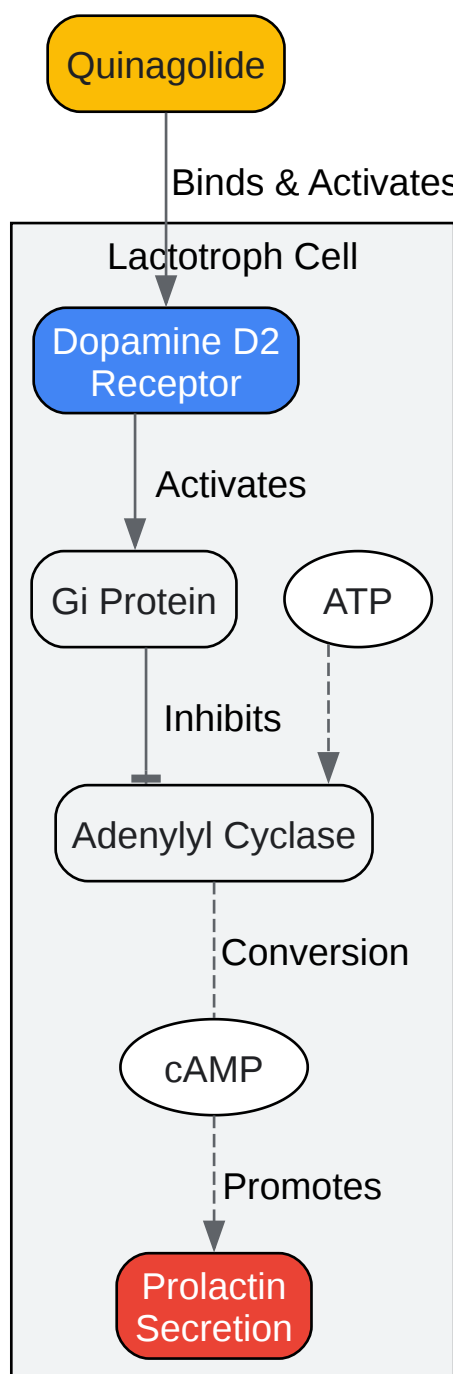 Quinagolide
Binds & Activates
Lactotroph Cell
Dopamine D2
Receptor
Activates
Gi Protein
ATP
Inhibits
Adenylyl Cyclase
Conversion
cAMP
Promotes
Prolactin
Secretion